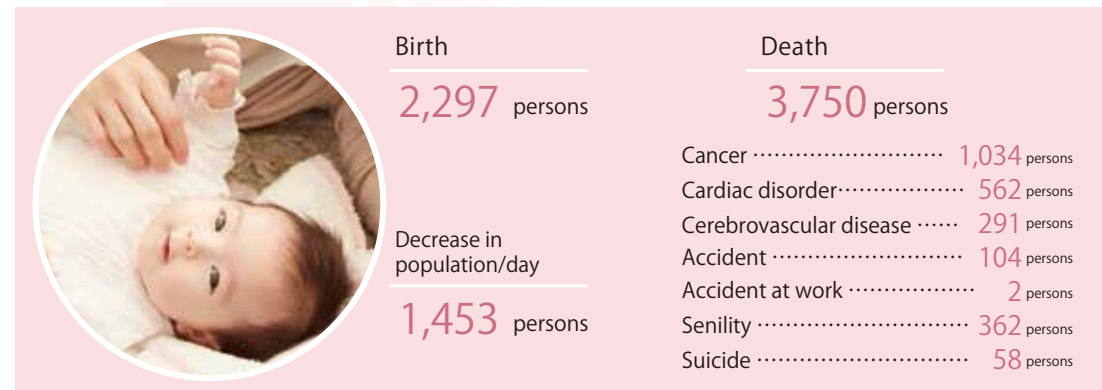 Birth
2,297 persons
Decrease in
population/day
1,453 persons
Death
3,750 persons
Cancer ··························· 1,034 persons
Cardiac disorder·················· 562 persons
Cerebrovascular disease ······ 291 persons
Accident ··························· 104 persons
Accident at work ·················· 2 persons
Senility ······························ 362 persons
Suicide ······························ 58 persons